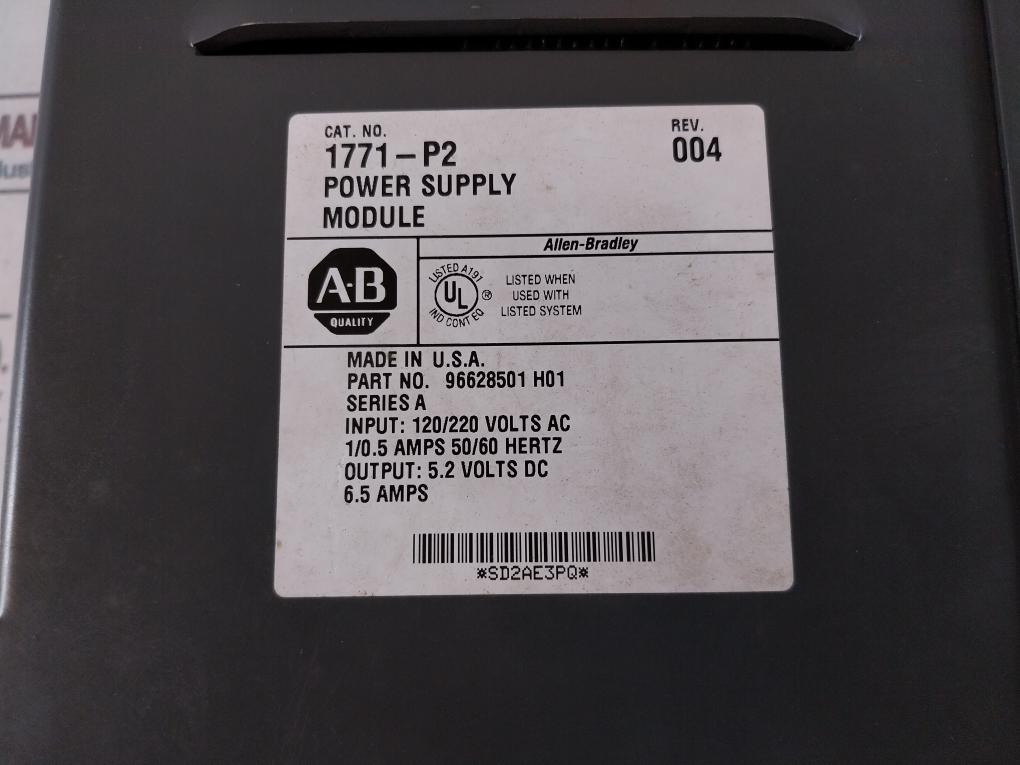 CAT. NO.
1771-P2
POWER SUPPLY
MODULE
REV.
004
Allen-Bradley
A·B
QUALITY
LISTED A191
UL ®
IND CONT EQ
LISTED WHEN
USED WITH
LISTED SYSTEM
MADE IN U.S.A.
PART NO. 96628501 H01
SERIES A
INPUT: 120/220 VOLTS AC
1/0.5 AMPS 50/60 HERTZ
OUTPUT: 5.2 VOLTS DC
6.5 AMPS
*SD2AE3PQ*